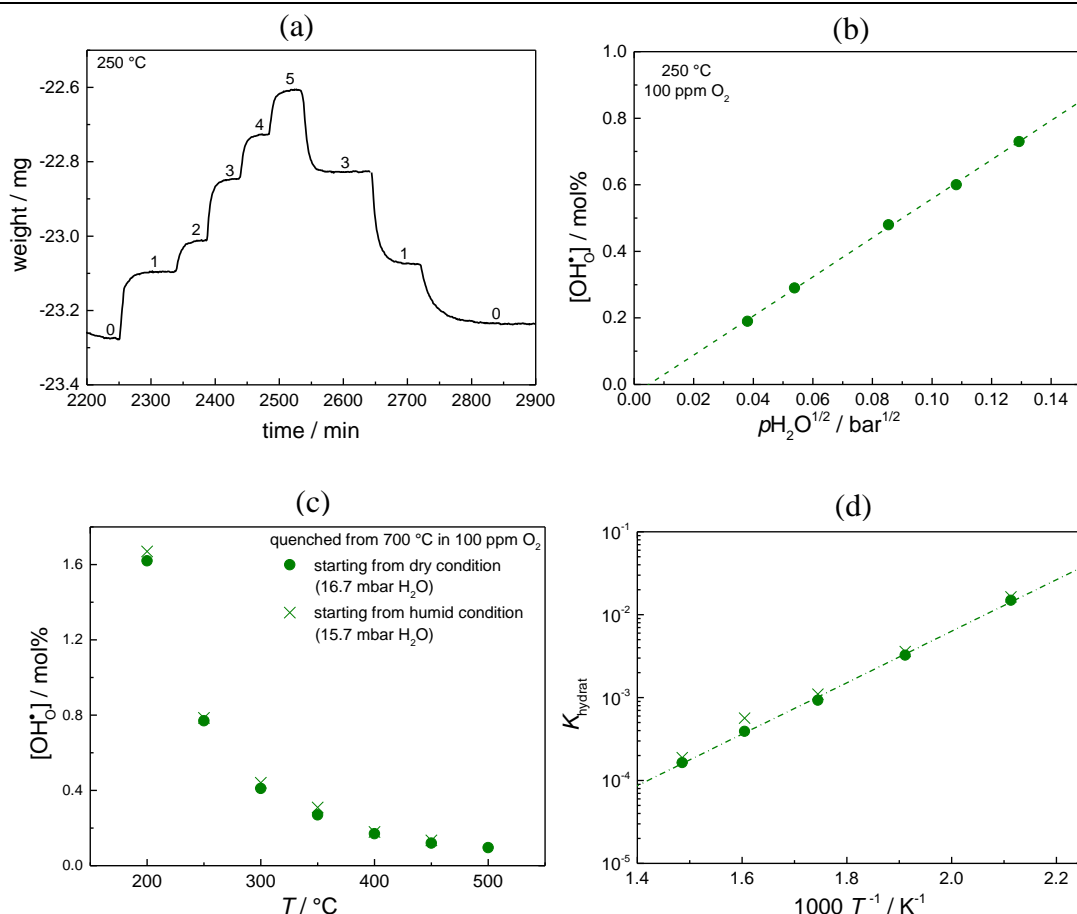 (a)
250 °C
weight / mg
-22.6
-22.8
-23.0
-23.2
-23.4
0
1
2
3
4
5
3
1
0
2200 2300 2400 2500 2600 2700 2800 2900
time / min
(b)
250 °C
100 ppm O₂
[OH•O] / mol%
1.0
0.8
0.6
0.4
0.2
0.0
0.00 0.02 0.04 0.06 0.08 0.10 0.12 0.14
pH₂O^1/2 / bar^1/2
(c)
quenched from 700 °C in 100 ppm O₂
starting from dry condition
(16.7 mbar H₂O)
starting from humid condition
(15.7 mbar H₂O)
[OH•O] / mol%
1.6
1.2
0.8
0.4
0.0
200 300 400 500
T / °C
(d)
K hydrat
10^-1
10^-2
10^-3
10^-4
10^-5
1.4 1.6 1.8 2.0 2.2
1000 T^-1 / K^-1